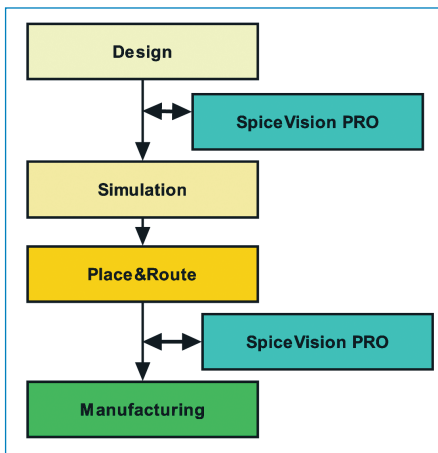 Design
SpiceVision PRO
Simulation
Place&Route
SpiceVision PRO
Manufacturing